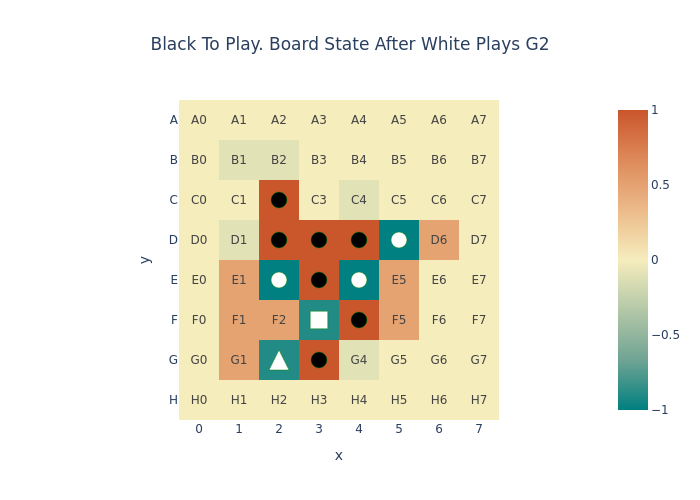 Black To Play. Board State After White Plays G2
A A0 A1 A2 A3 A4 A5 A6 A7
B B0 B1 B2 B3 B4 B5 B6 B7
C C0 C1 C3 C4 C5 C6 C7
D D0 D1 D6 D7
E E0 E1 E5 E6 E7
F F0 F1 F2 F5 F6 F7
G G0 G1 G4 G5 G6 G7
H H0 H1 H2 H3 H4 H5 H6 H7
0 1 2 3 4 5 6 7
x
y
1
0.5
0
−0.5
−1